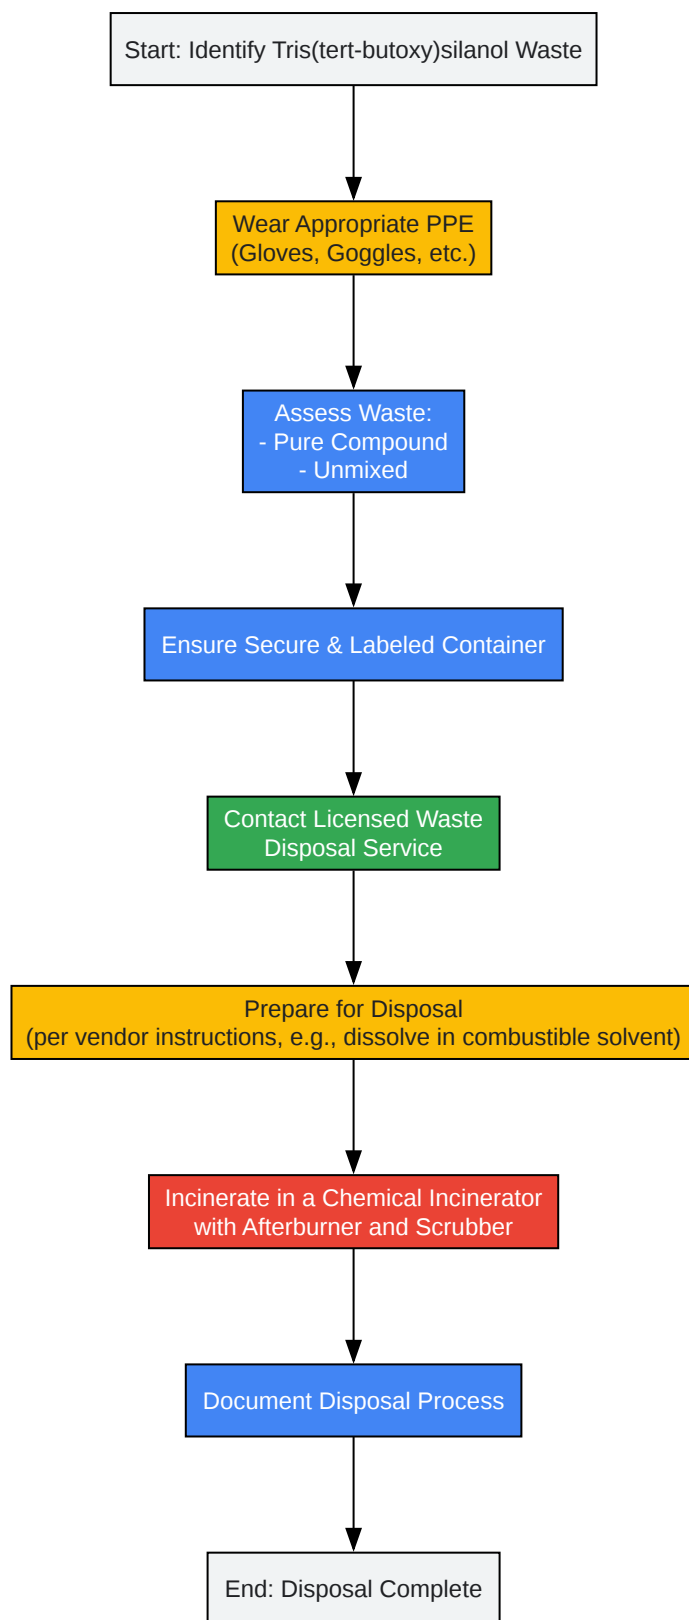 Start: Identify Tris(tert-butoxy)silanol Waste
Wear Appropriate PPE
(Gloves, Goggles, etc.)
Assess Waste:
- Pure Compound
- Unmixed
Ensure Secure & Labeled Container
Contact Licensed Waste
Disposal Service
Prepare for Disposal
(per vendor instructions, e.g., dissolve in combustible solvent)
Incinerate in a Chemical Incinerator
with Afterburner and Scrubber
Document Disposal Process
End: Disposal Complete